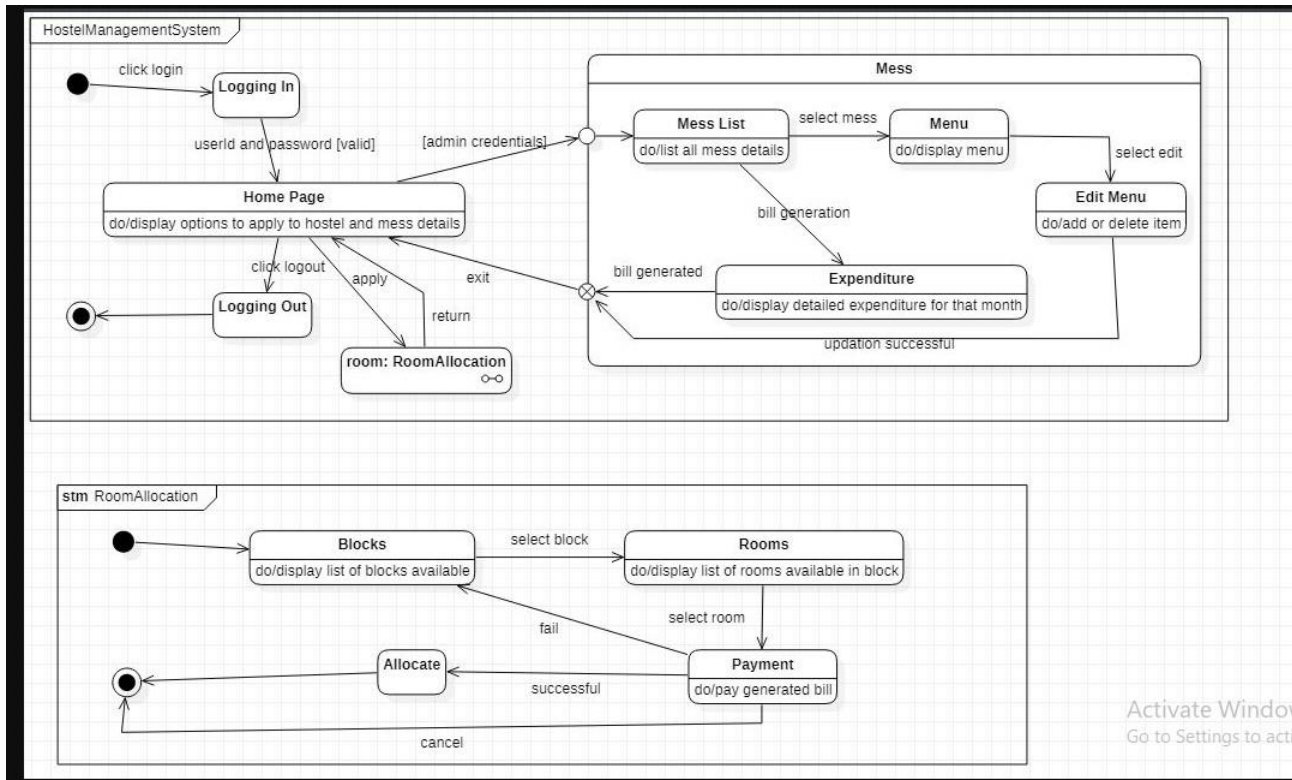 HostelManagementSystem
click login
Logging In
Mess
userId and password [valid]
[admin credentials]
Mess List
do/list all mess details
select mess
Menu
do/display menu
select edit
Home Page
do/display options to apply to hostel and mess details
Edit Menu
do/add or delete item
bill generation
click logout
apply
exit
bill generated
Expenditure
do/display detailed expenditure for that month
Logging Out
return
updation successful
room: RoomAllocation
stm RoomAllocation
Blocks
do/display list of blocks available
select block
Rooms
do/display list of rooms available in block
select room
fail
Allocate
successful
Payment
do/pay generated bill
cancel
Activate Window
Go to Settings to acti